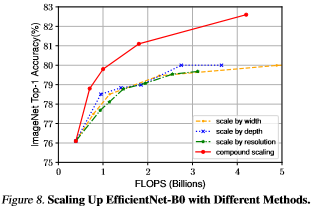 83
82
81
80
79
78
77
76
75
0
1
2
3
4
5
ImageNet Top-1 Accuracy(%)
FLOPS (Billions)
scale by width
scale by depth
scale by resolution
compound scaling
Figure 8. Scaling Up EfficientNet-B0 with Different Methods.